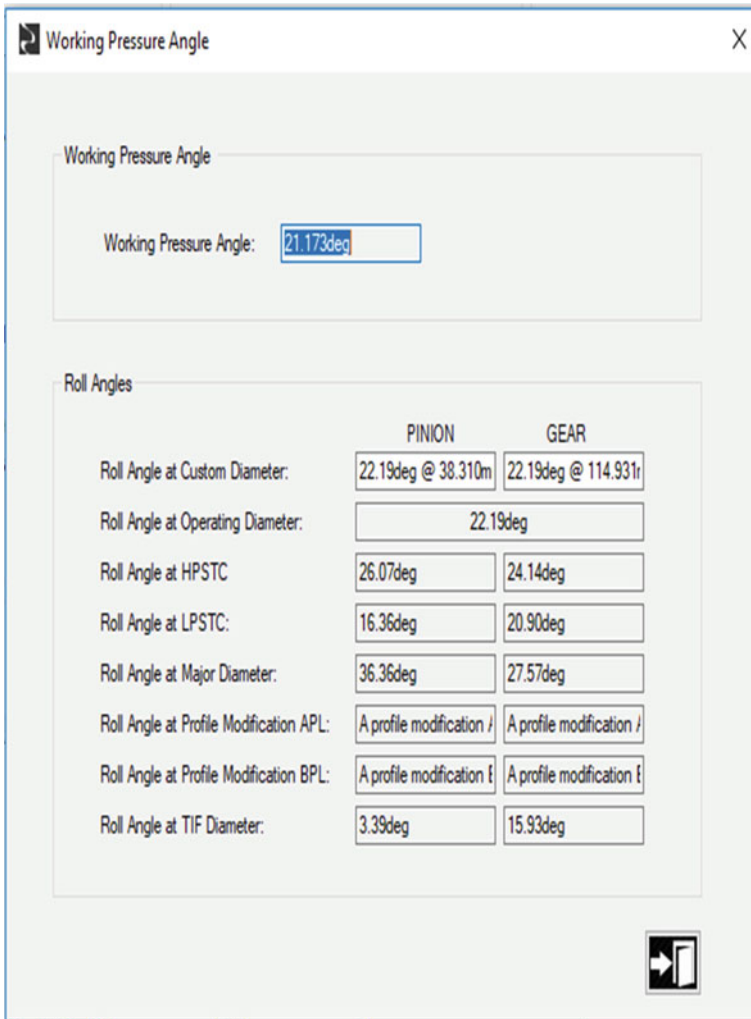 Working Pressure Angle X
Working Pressure Angle
Working Pressure Angle: 21.173deg
Roll Angles
PINION GEAR
Roll Angle at Custom Diameter: 22.19deg @ 38.310m 22.19deg @ 114.931
Roll Angle at Operating Diameter: 22.19deg
Roll Angle at HPSTC 26.07deg 24.14deg
Roll Angle at LPSTC: 16.36deg 20.90deg
Roll Angle at Major Diameter: 36.36deg 27.57deg
Roll Angle at Profile Modification APL: A profile modification A profile modification
Roll Angle at Profile Modification BPL: A profile modification A profile modification
Roll Angle at TIF Diameter: 3.39deg 15.93deg